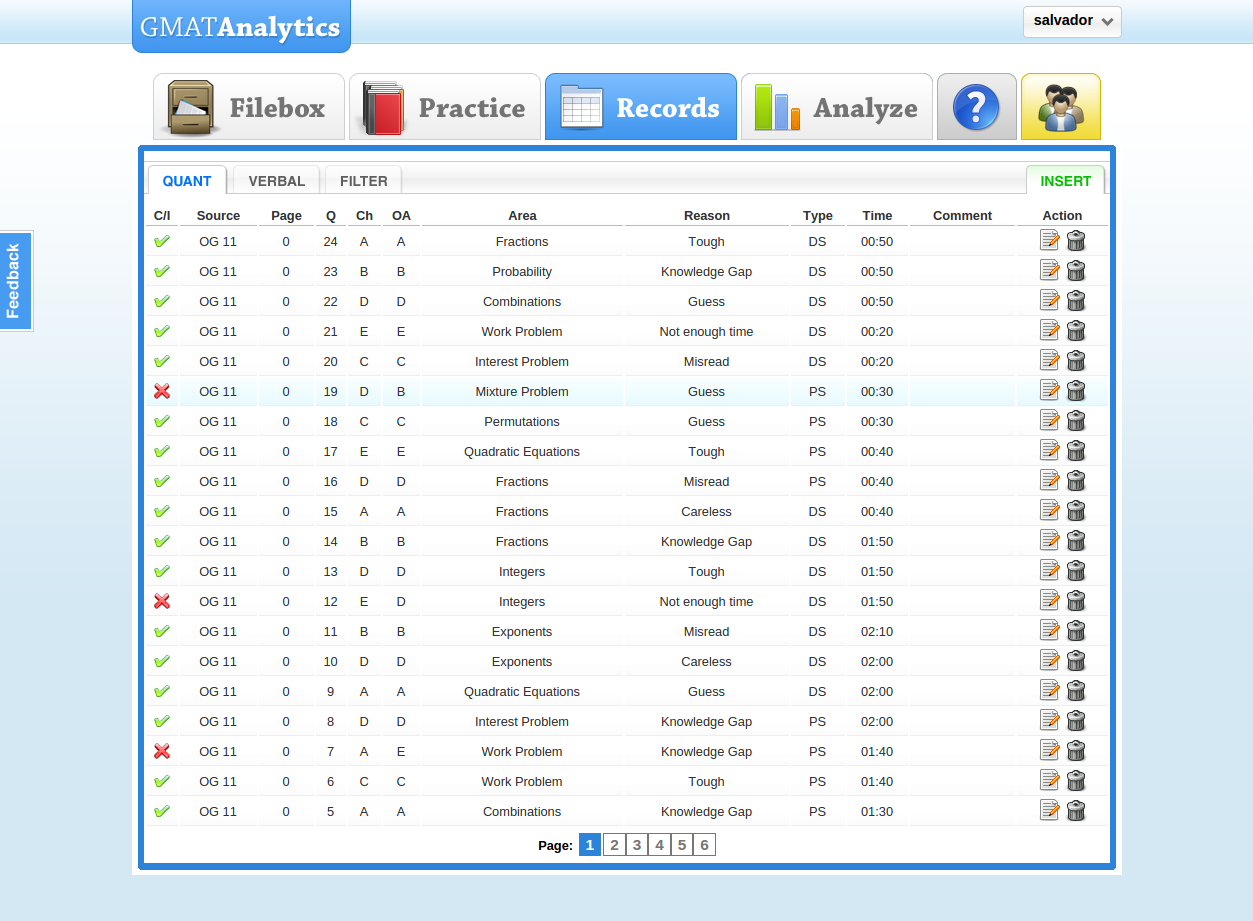 GMATAnalytics
salvador
Filebox Practice Records Analyze ?
QUANT VERBAL FILTER INSERT
Feedback
C/I Source Page Q Ch OA Area Reason Type Time Comment Action
OG 11 0 24 A A Fractions Tough DS 00:50
OG 11 0 23 B B Probability Knowledge Gap DS 00:50
OG 11 0 22 D D Combinations Guess DS 00:50
OG 11 0 21 E E Work Problem Not enough time DS 00:20
OG 11 0 20 C C Interest Problem Misread DS 00:20
OG 11 0 19 D B Mixture Problem Guess PS 00:30
OG 11 0 18 C C Permutations Guess PS 00:30
OG 11 0 17 E E Quadratic Equations Tough PS 00:40
OG 11 0 16 D D Fractions Misread PS 00:40
OG 11 0 15 A A Fractions Careless DS 00:40
OG 11 0 14 B B Fractions Knowledge Gap DS 01:50
OG 11 0 13 D D Integers Tough DS 01:50
OG 11 0 12 E D Integers Not enough time DS 01:50
OG 11 0 11 B B Exponents Misread DS 02:10
OG 11 0 10 D D Exponents Careless DS 02:00
OG 11 0 9 A A Quadratic Equations Guess DS 02:00
OG 11 0 8 D D Interest Problem Knowledge Gap PS 02:00
OG 11 0 7 A E Work Problem Knowledge Gap PS 01:40
OG 11 0 6 C C Work Problem Tough PS 01:40
OG 11 0 5 A A Combinations Knowledge Gap PS 01:30
Page: 1 2 3 4 5 6